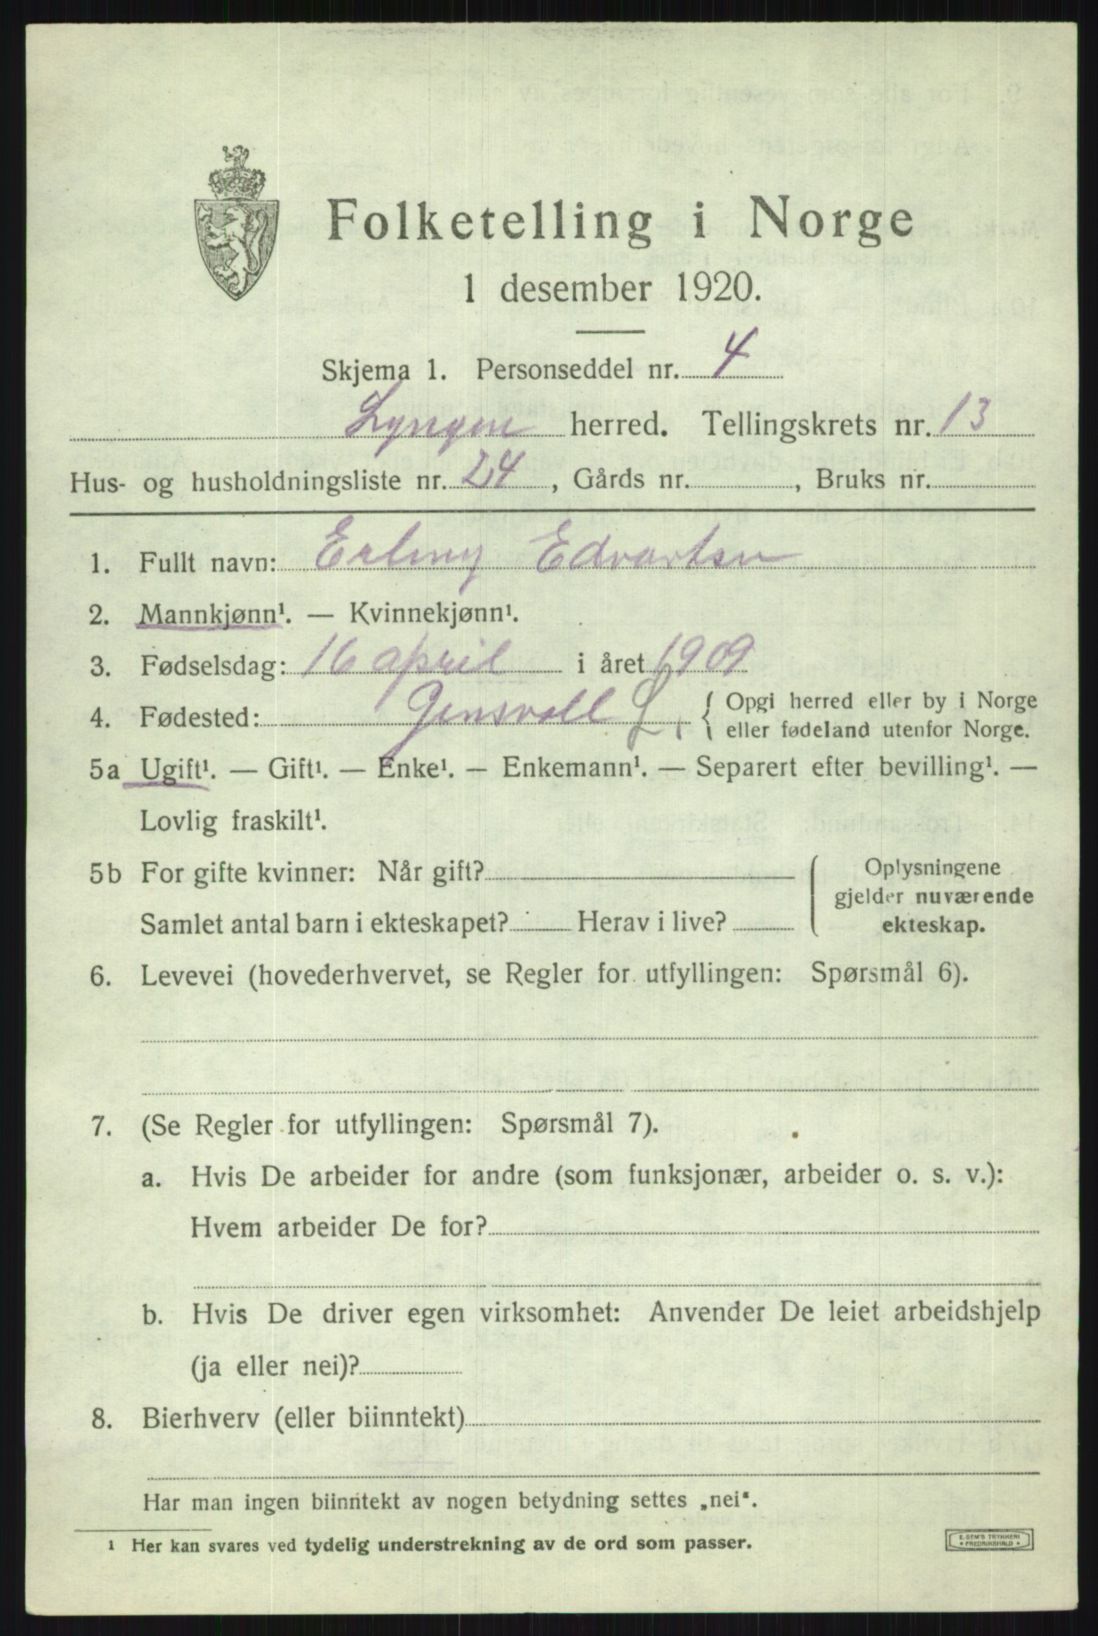 Folketelling i Norge
1 desember 1920.
Skjema 1. Personseddel nr. 4
Lyngen herred. Tellingskrets nr. 13
Hus- og husholdningsliste nr. 24, Gårds nr. , Bruks nr.
1. Fullt navn: Erling Edvartsen
2. Mannkjønn¹. — Kvinnekjønn¹.
3. Fødselsdag: 16 april i året 1909
4. Fødested: Jensvoll L. { Opgi herred eller by i Norge
eller fødeland utenfor Norge.
5a Ugift¹. — Gift¹. — Enke¹. — Enkemann¹. — Separert efter bevilling¹. —
Lovlig fraskilt¹.
5b For gifte kvinner: Når gift?
Samlet antal barn i ekteskapet? Herav i live?
{ Oplysningene
gjelder nuværende
ekteskap.
6. Levevei (hovederhvervet, se Regler for utfyllingen: Spørsmål 6).
7. (Se Regler for utfyllingen: Spørsmål 7).
a. Hvis De arbeider for andre (som funksjonær, arbeider o. s. v.):
Hvem arbeider De for?
b. Hvis De driver egen virksomhet: Anvender De leiet arbeidshjelp
(ja eller nei)?
8. Bierhverv (eller biinntekt)
Har man ingen biinntekt av nogen betydning settes „nei“.
¹ Her kan svares ved tydelig understrekning av de ord som passer.
E. SEM'S TRYKKERI
• FREDRIKSHALD •